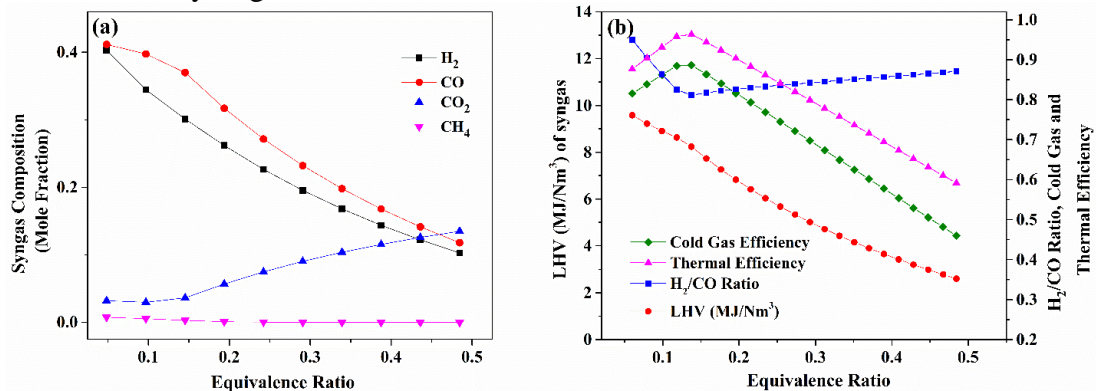 (a)
H2
CO
CO2
CH4
0.4
0.2
0.0
Syngas Composition
(Mole Fraction)
0.1 0.2 0.3 0.4 0.5
Equivalence Ratio
(b)
14
12
10
8
6
4
2
0
LHV (MJ/Nm3) of syngas
Cold Gas Efficiency
Thermal Efficiency
H2/CO Ratio
LHV (MJ/Nm3)
1.0
0.9
0.8
0.7
0.6
0.5
0.4
0.3
0.2
H2/CO Ratio, Cold Gas and
Thermal Efficiency
0.1 0.2 0.3 0.4 0.5
Equivalence Ratio